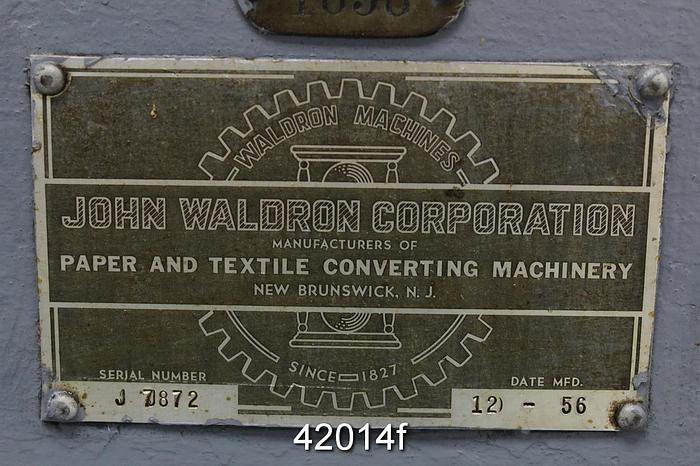 WALDRON MACHINES
JOHN WALDRON CORPORATION
MANUFACTURERS OF
PAPER AND TEXTILE CONVERTING MACHINERY
NEW BRUNSWICK, N. J.
SINCE—1827
SERIAL NUMBER
J 7872
DATE MFD.
12 - 56
42014f